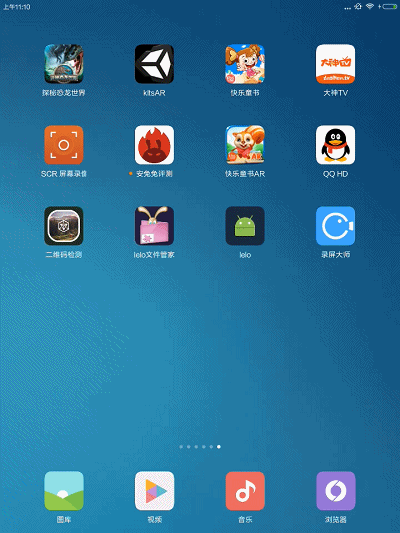 上午11:10
探秘恐龙世界
kitsAR
快乐童书
大神TV
SCR 屏幕录像
安兔兔评测
快乐童书AR
QQ HD
二维码检测
lelo文件管家
lelo
录屏大师
图库
视频
音乐
浏览器